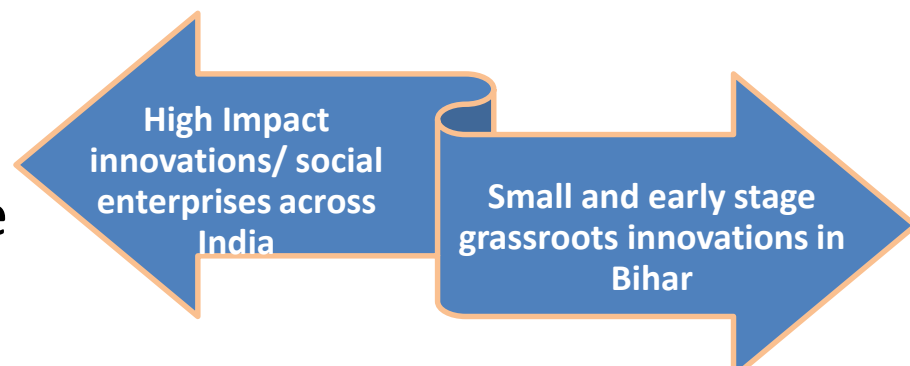 High Impact
innovations/ social
enterprises across
India
e
Small and early stage
grassroots innovations in
Bihar